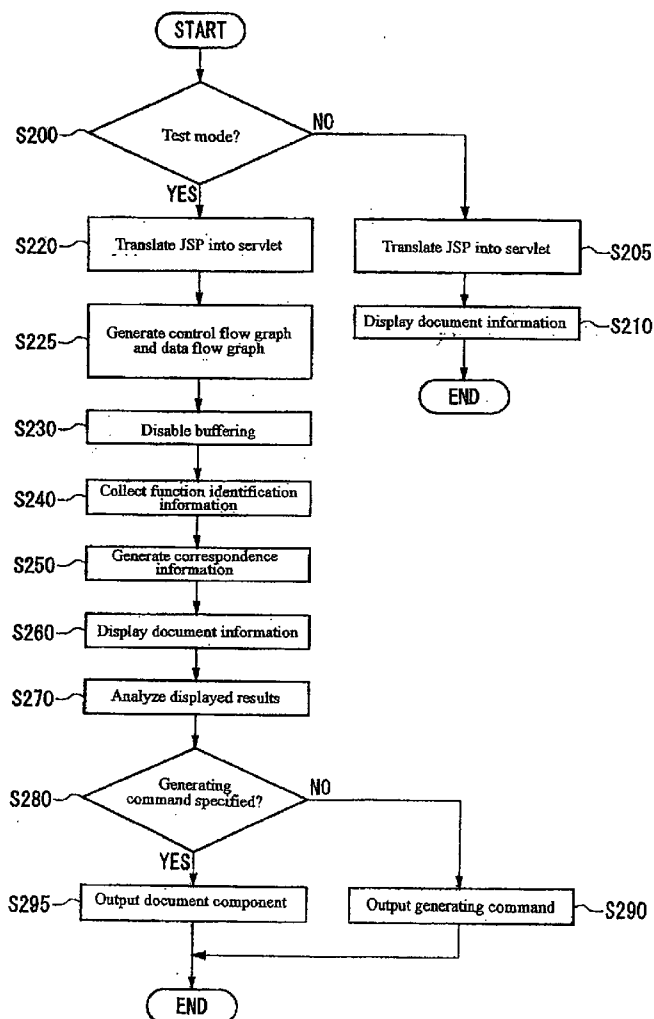 START
S200
Test mode?
NO
YES
S220
Translate JSP into servlet
Translate JSP into servlet
S205
S225
Generate control flow graph
and data flow graph
Display document information
S210
END
S230
Disable buffering
S240
Collect function identification
information
S250
Generate correspondence
information
S260
Display document information
S270
Analyze displayed results
S280
Generating
command specified?
NO
YES
S295
Output document component
Output generating command
S290
END